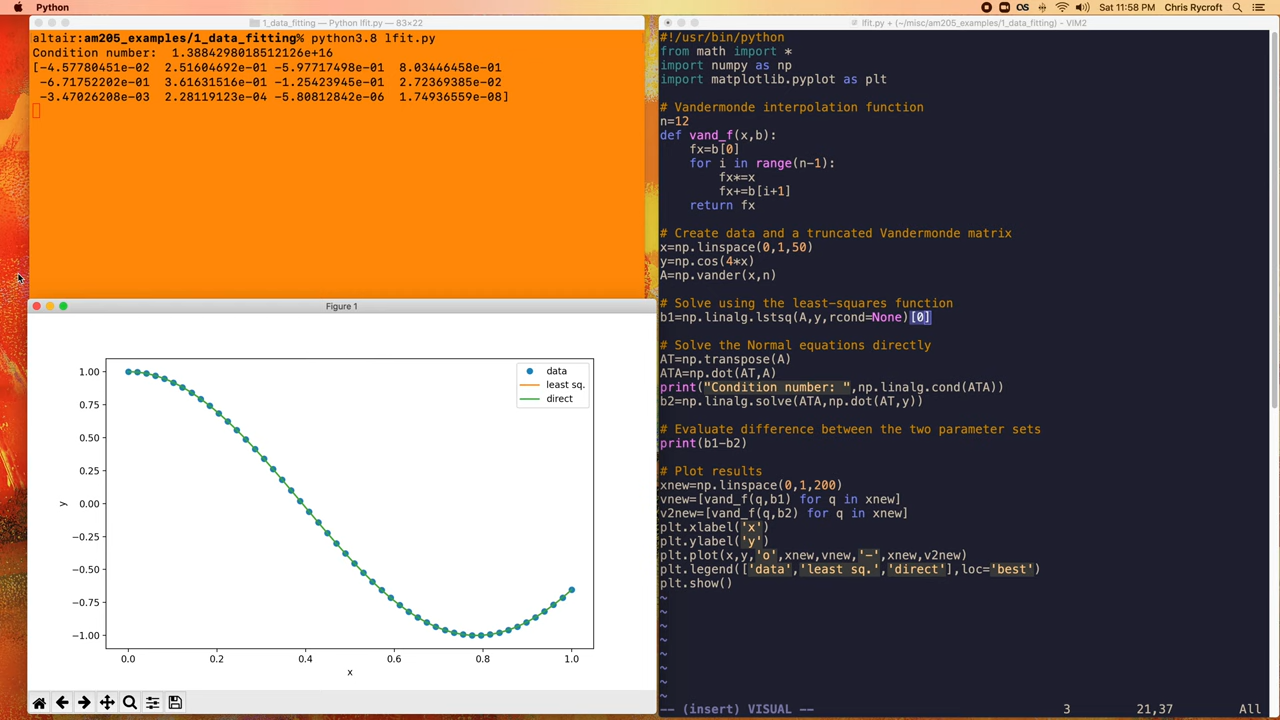 Python
Sat 11:58 PM Chris Rycroft
1_data_fitting — Python lfit.py — 83×22
altair:am205_examples/1_data_fitting% python3.8 lfit.py
Condition number:  1.3884298018512126e+16
[-4.57780451e-02  2.51604692e-01 -5.97717498e-01  8.03446458e-01
 -6.71752202e-01  3.61631516e-01 -1.25423945e-01  2.72369385e-02
 -3.47026208e-03  2.28119123e-04 -5.80812842e-06  1.74936559e-08]
Figure 1
data
least sq.
direct
1.00
0.75
0.50
0.25
0.00
−0.25
−0.50
−0.75
−1.00
y
0.0 0.2 0.4 0.6 0.8 1.0
x
lfit.py + (~/misc/am205_examples/1_data_fitting) - VIM2
#!/usr/bin/python
from math import *
import numpy as np
import matplotlib.pyplot as plt
# Vandermonde interpolation function
n=12
def vand_f(x,b):
    fx=b[0]
    for i in range(n-1):
        fx*=x
        fx+=b[i+1]
    return fx
# Create data and a truncated Vandermonde matrix
x=np.linspace(0,1,50)
y=np.cos(4*x)
A=np.vander(x,n)
# Solve using the least-squares function
b1=np.linalg.lstsq(A,y,rcond=None)[0]
# Solve the Normal equations directly
AT=np.transpose(A)
ATA=np.dot(AT,A)
print("Condition number: ",np.linalg.cond(ATA))
b2=np.linalg.solve(ATA,np.dot(AT,y))
# Evaluate difference between the two parameter sets
print(b1-b2)
# Plot results
xnew=np.linspace(0,1,200)
vnew=[vand_f(q,b1) for q in xnew]
v2new=[vand_f(q,b2) for q in xnew]
plt.xlabel('x')
plt.ylabel('y')
plt.plot(x,y,'o',xnew,vnew,'-',xnew,v2new)
plt.legend(['data','least sq.','direct'],loc='best')
plt.show()
~
~
~
~
~
~
~
~
-- (insert) VISUAL -- 3 21,37 All